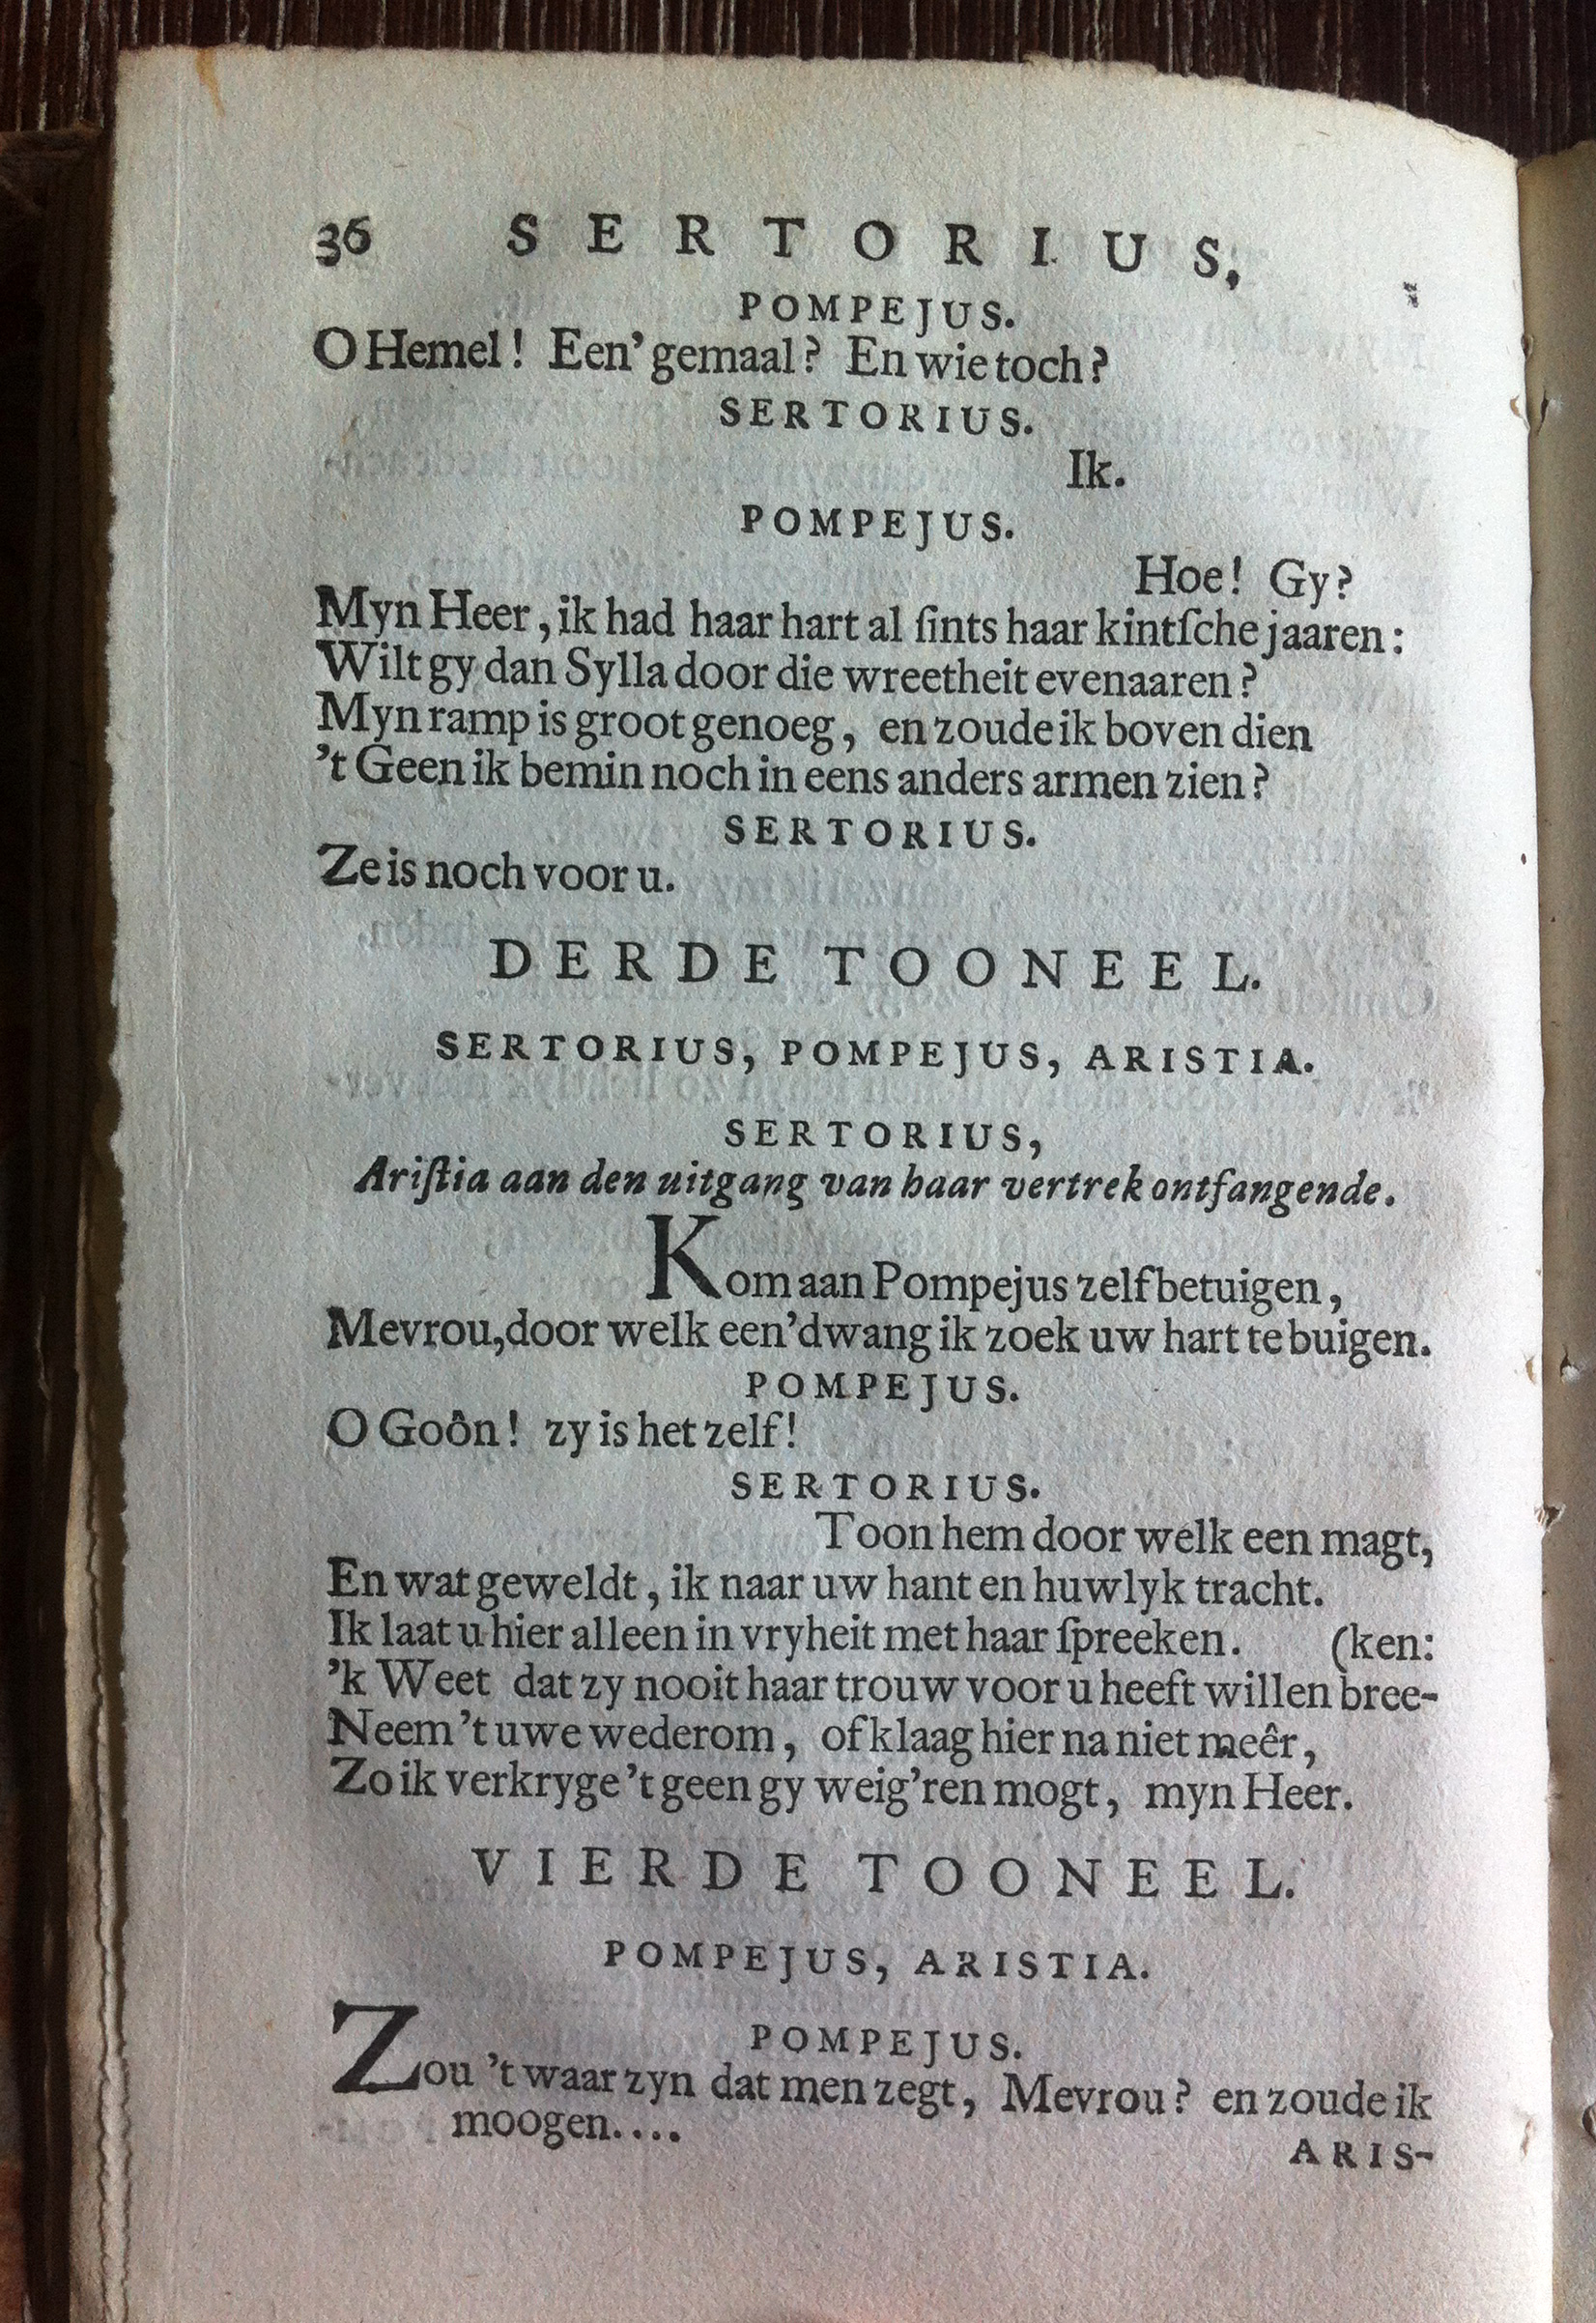 36 SERTORIUS,
POMPEJUS.
O Hemel! Een' gemaal? En wie toch?
SERTORIUS.
Ik.
POMPEJUS.
Hoe! Gy?
Myn Heer, ik had haar hart al ſints haar kintſche jaaren:
Wilt gy dan Sylla door die wreetheit evenaaren?
Myn ramp is groot genoeg, en zoude ik boven dien
't Geen ik bemin noch in eens anders armen zien?
SERTORIUS.
Ze is noch voor u.
DERDE TOONEEL.
SERTORIUS, POMPEJUS, ARISTIA.
SERTORIUS,
Ariſtia aan den uitgang van haar vertrek ontfangende.
Kom aan Pompejus zelf betuigen,
Mevrou, door welk een' dwang ik zoek uw hart te buigen.
POMPEJUS.
O Goôn! zy is het zelf!
SERTORIUS.
Toon hem door welk een magt,
En wat geweldt, ik naar uw hant en huwlyk tracht.
Ik laat u hier alleen in vryheit met haar ſpreeken. (ken:
'k Weet dat zy nooit haar trouw voor u heeft willen bree-
Neem 't uwe wederom, of klaag hier na niet meêr,
Zo ik verkryge 't geen gy weig'ren mogt, myn Heer.
VIERDE TOONEEL.
POMPEJUS, ARISTIA.
POMPEJUS.
Zou 't waar zyn dat men zegt, Mevrou? en zoude ik
moogen....
ARIS-